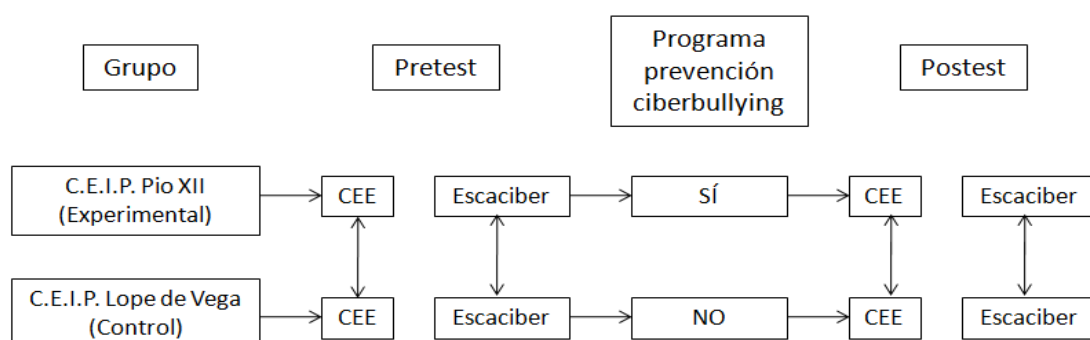 Grupo
Pretest
Programa
prevención
ciberbullying
Postest
C.E.I.P. Pio XII
(Experimental)
CEE
Escaciber
SÍ
CEE
Escaciber
C.E.I.P. Lope de Vega
(Control)
CEE
Escaciber
NO
CEE
Escaciber